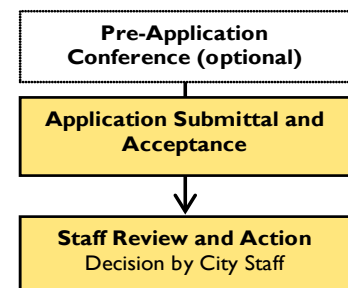 Pre-Application
Conference (optional)
Application Submittal and
Acceptance
Staff Review and Action
Decision by City Staff